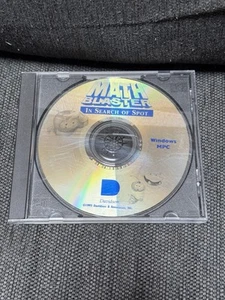 MATH
BLASTER
IN SEARCH OF SPOT
Windows
MPC
D
Davidson